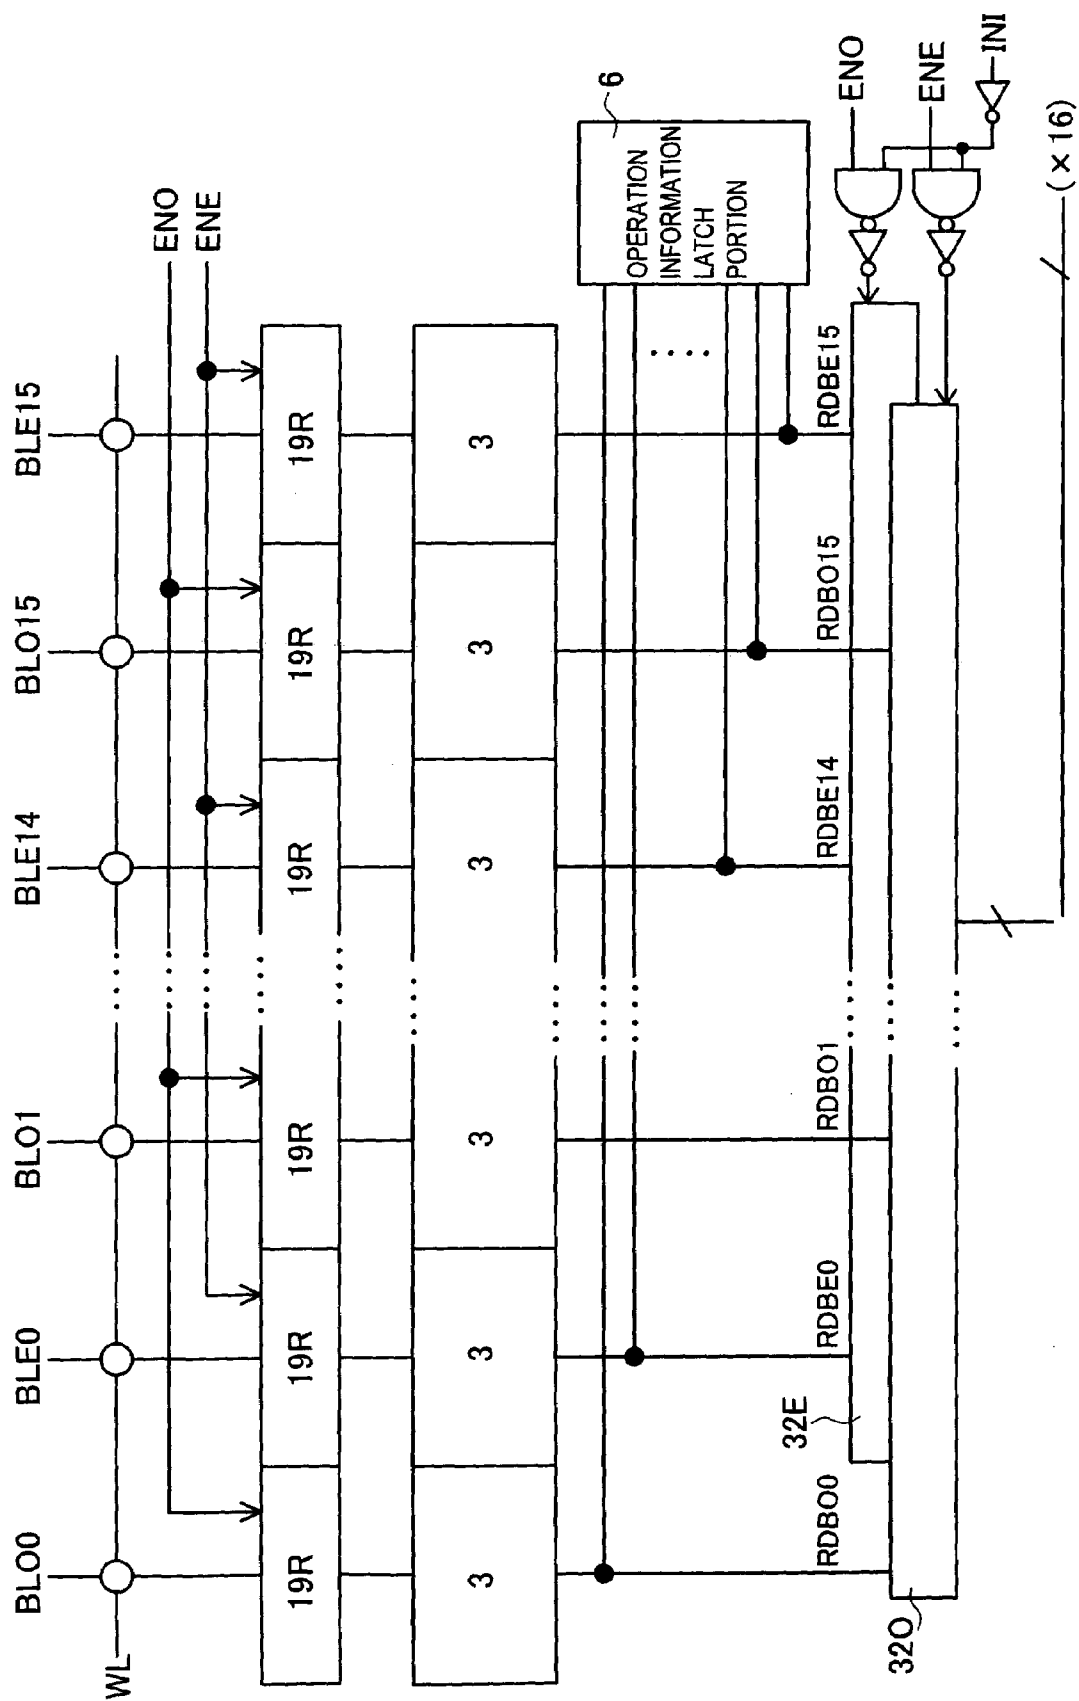 BLO0
BLE0
BLO1
BLE14
BLO15
BLE15
WL
ENO
ENE
19R
19R
19R
19R
19R
19R
3
3
3
3
3
3
6
OPERATION
INFORMATION
LATCH
PORTION
RDBO0
RDBE0
RDBO1
RDBE14
RDBO15
RDBE15
32E
32O
ENO
ENE
INI
(×16)